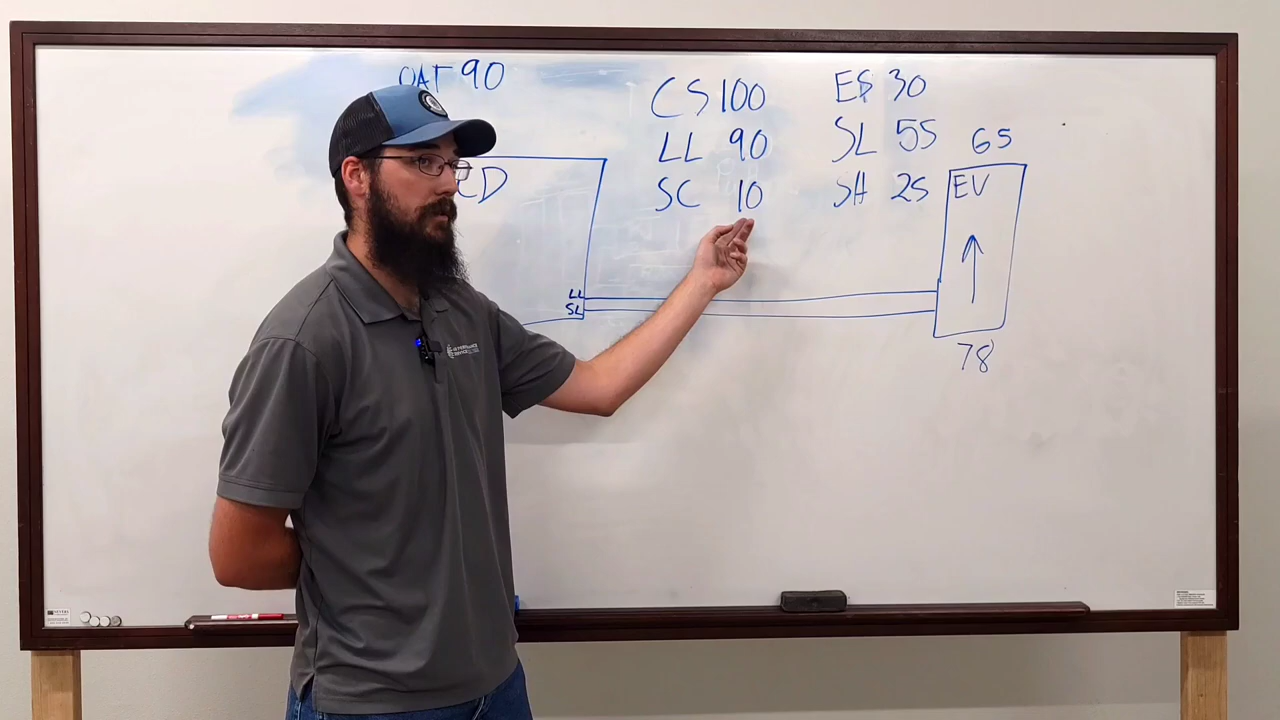 OAT 90
CS 100
LL 90
SC 10
ES 30
SL 55
SH 25
65
CD
EV
LL
SL
78